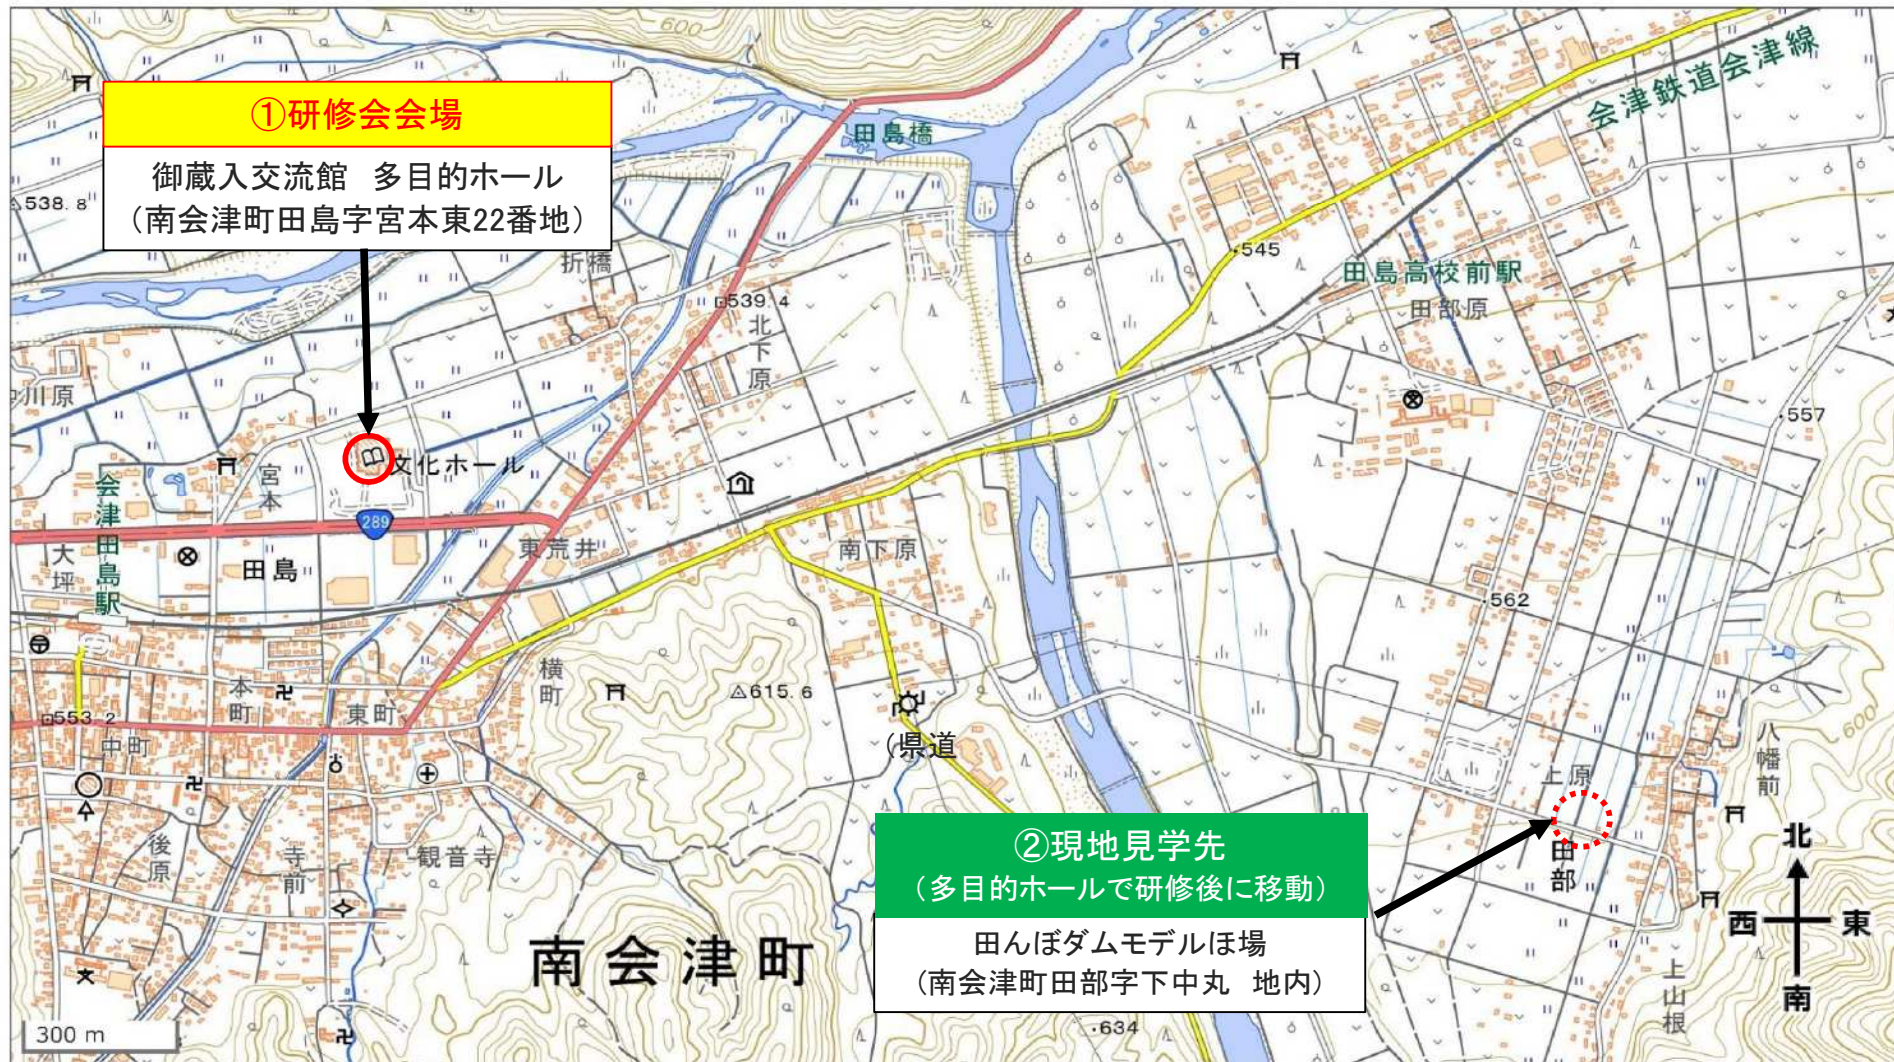 600
会津鉄道会津線
①研修会会場
田島橋
御蔵入交流館　多目的ホール
538.8
（南会津町田島字宮本東22番地）
545
折橋
田島高校前駅
539.4
田部原
北下原
川原
557
宮本
文化ホール
会津田島駅
289
大坪
田島
東荒井
南下原
562
横町
615.6
本町
東町
553.2
中町
（県道
八幡前
上原
②現地見学先
（多目的ホールで研修後に移動）
田部
後原
寺前
観音寺
600
北
西
東
南
南会津町
田んぼダムモデルほ場
（南会津町田部字下中丸　地内）
上山根
634
300 m